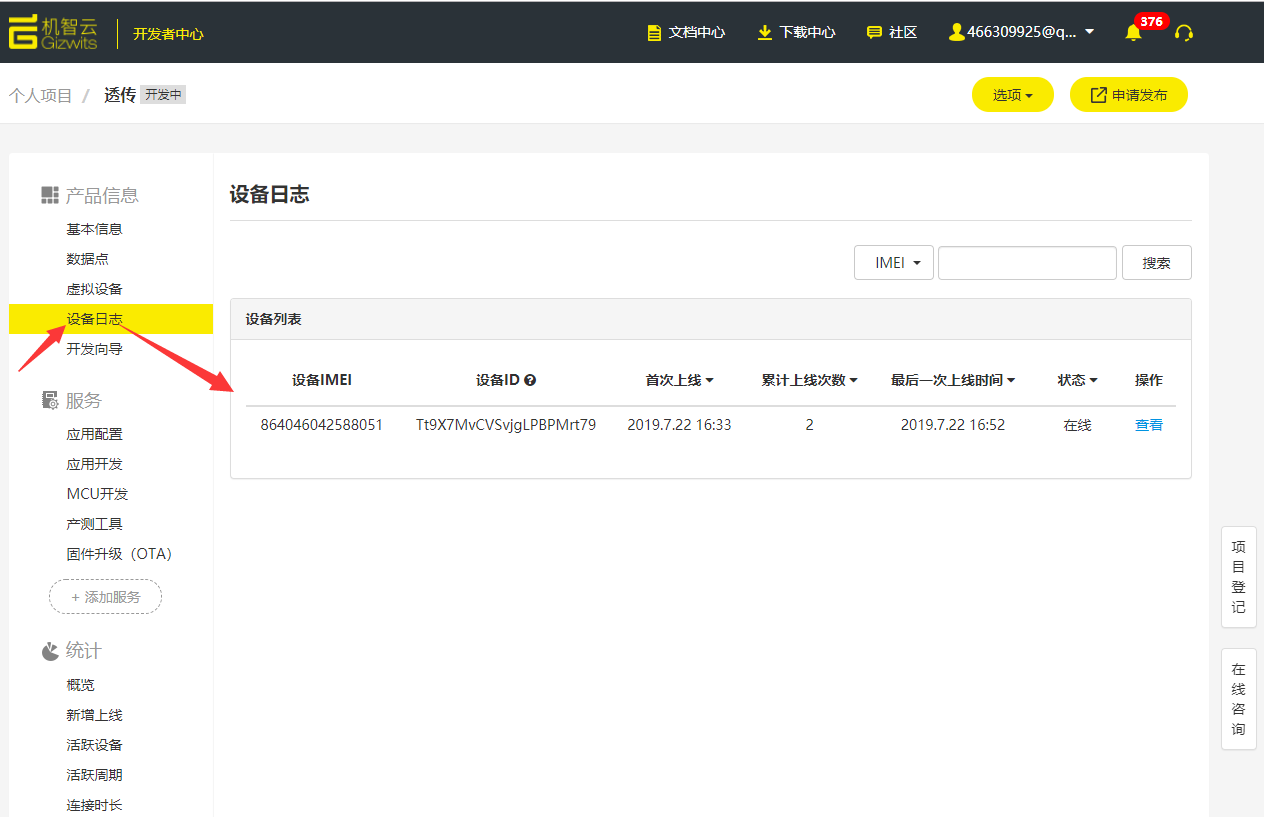 机智云
Gizwits
开发者中心
文档中心
下载中心
社区
466309925@q...
376
个人项目 / 透传 开发中
选项
申请发布
产品信息
基本信息
数据点
虚拟设备
设备日志
开发向导
服务
应用配置
应用开发
MCU开发
产测工具
固件升级（OTA）
+ 添加服务
统计
概览
新增上线
活跃设备
活跃周期
连接时长
设备日志
IMEI
搜索
设备列表
设备IMEI 设备ID 首次上线 累计上线次数 最后一次上线时间 状态 操作
864046042588051 Tt9X7MvCVSvjgLPBPMrt79 2019.7.22 16:33 2 2019.7.22 16:52 在线 查看
项目登记
在线咨询